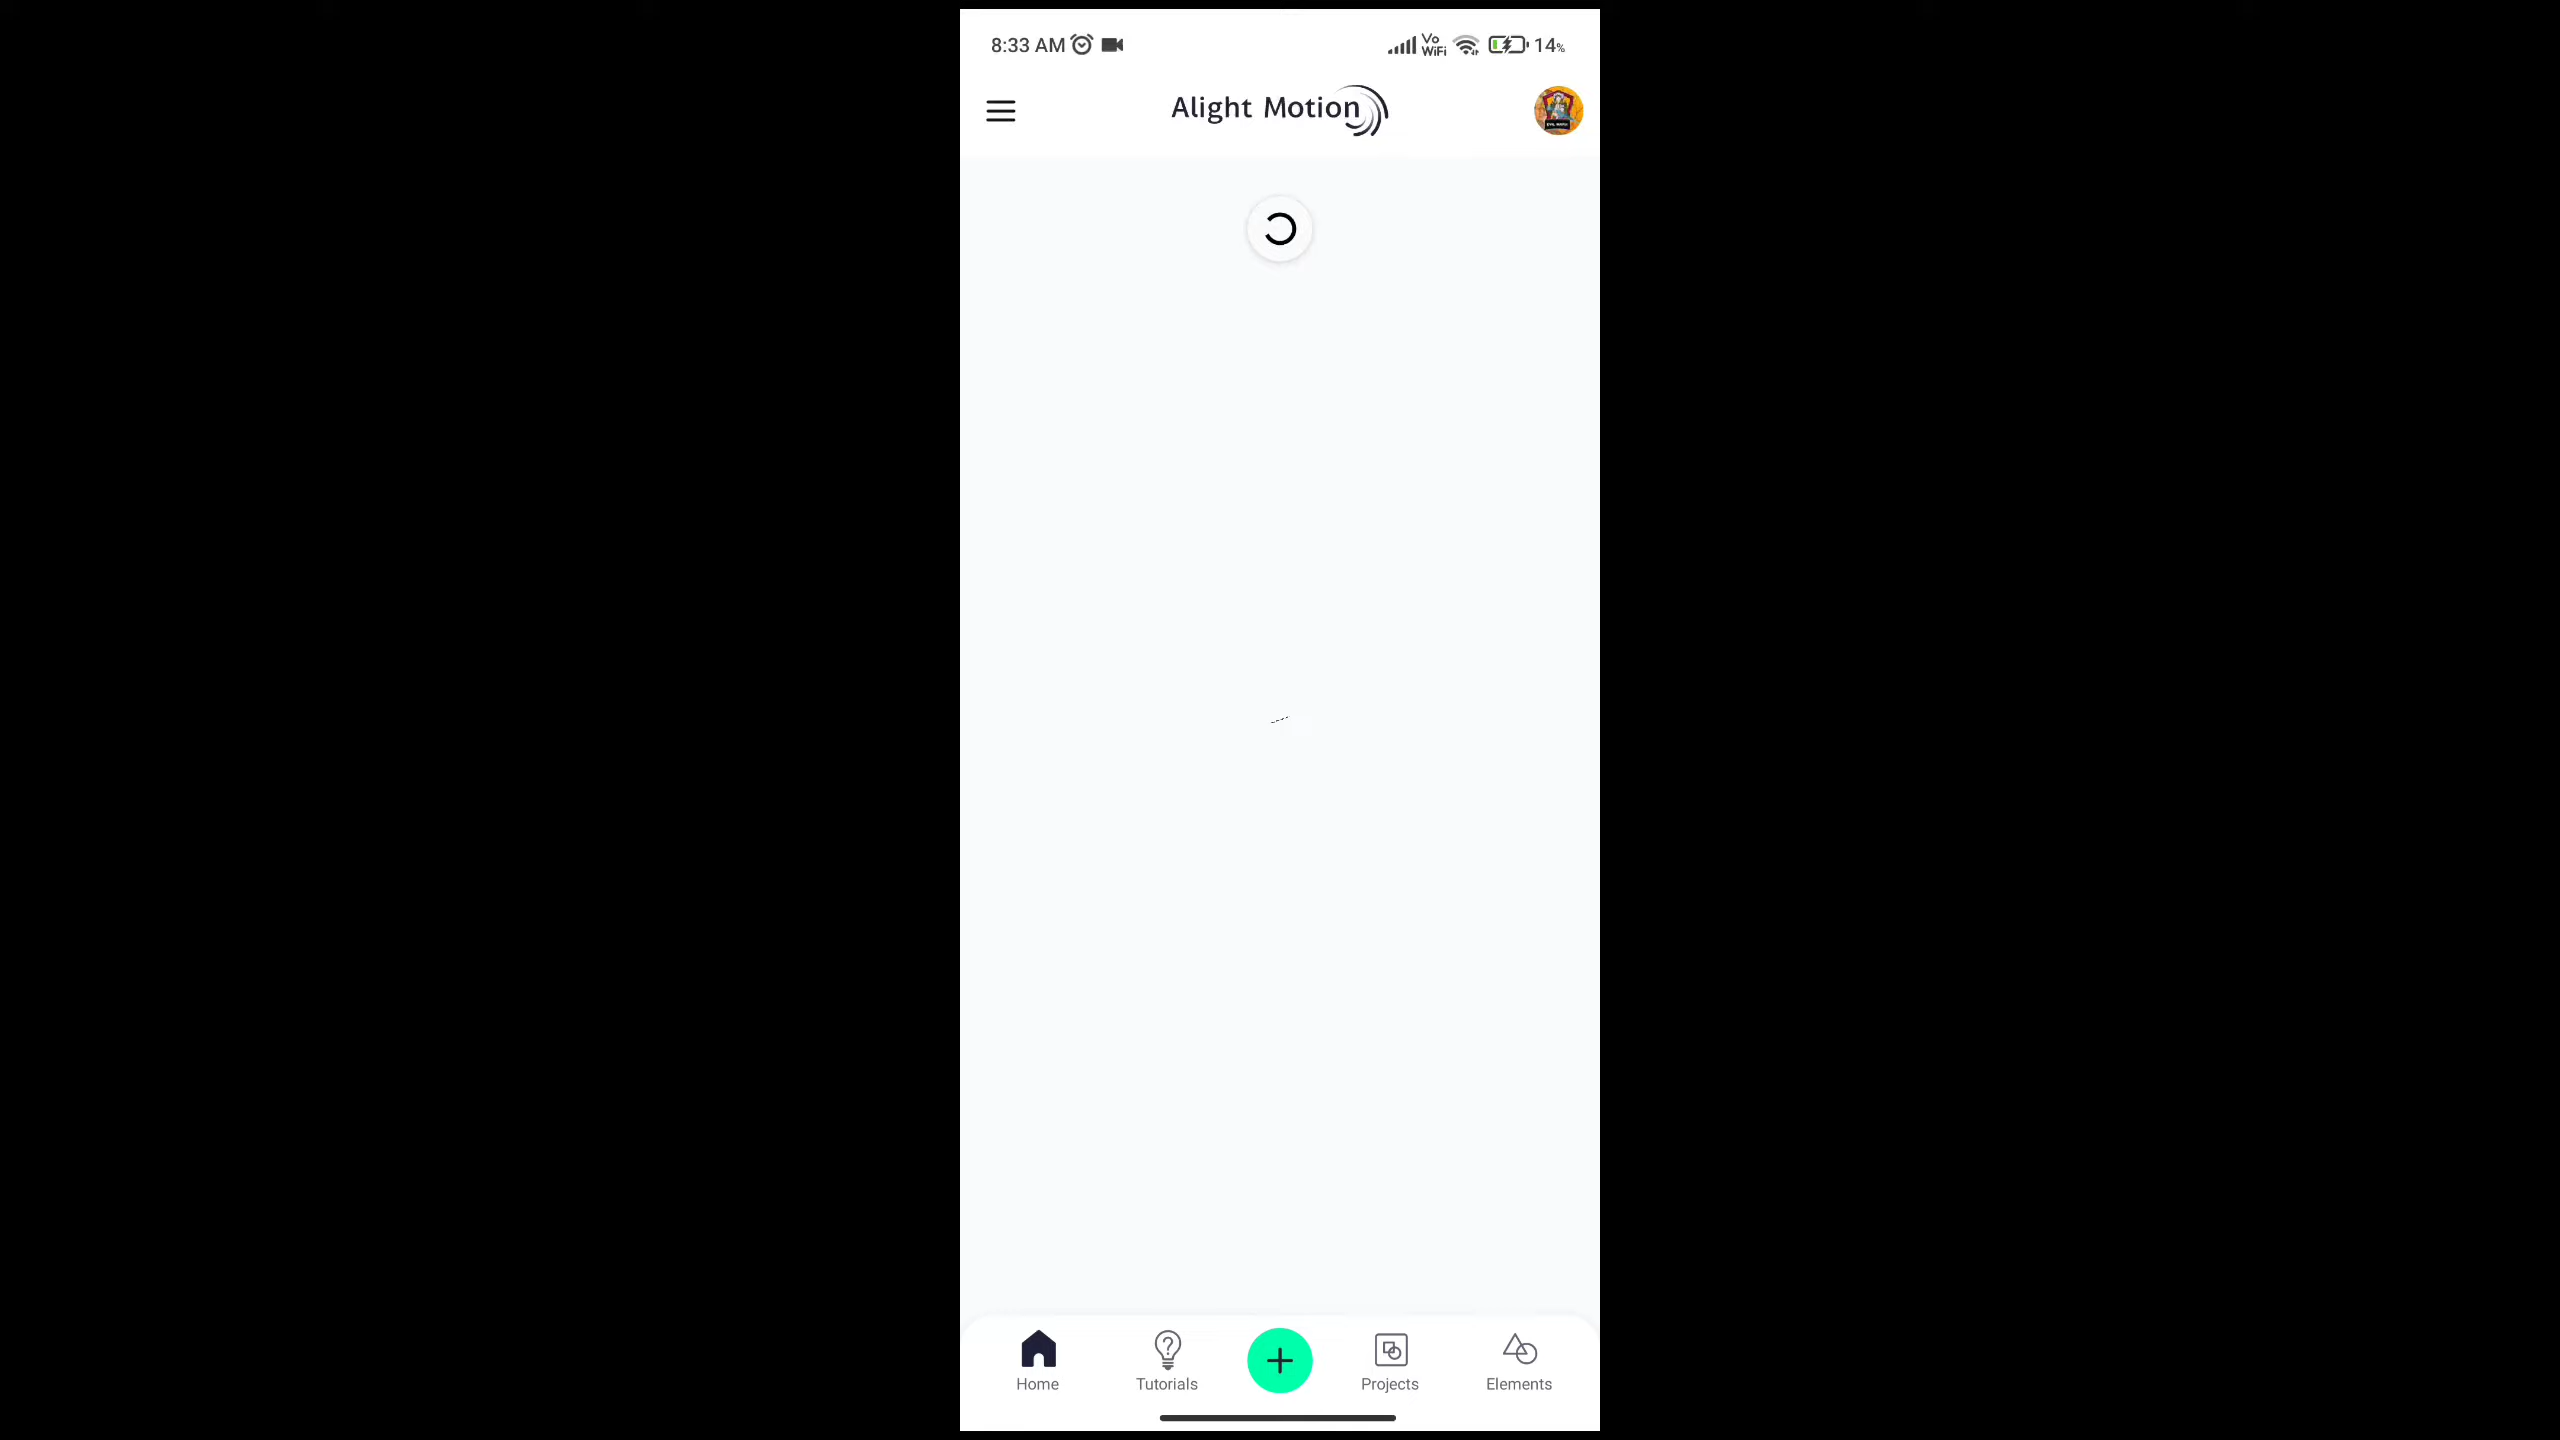 8:33 AM
Vo
WiFi
14%
Alight Motion
Home
Tutorials
Projects
Elements